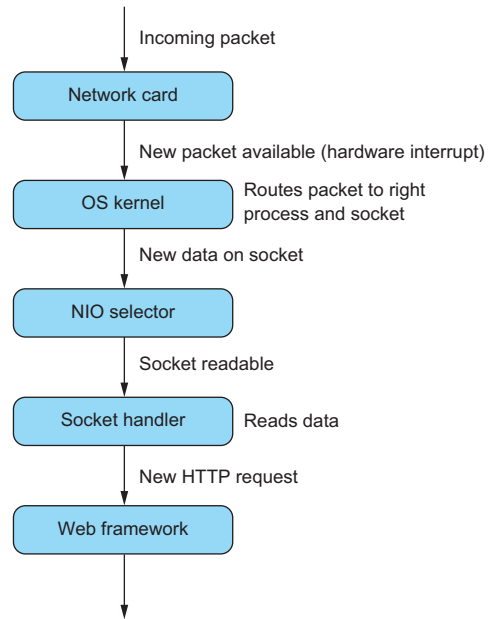 Incoming packet
Network card
New packet available (hardware interrupt)
OS kernel
Routes packet to right
process and socket
New data on socket
NIO selector
Socket readable
Socket handler
Reads data
New HTTP request
Web framework